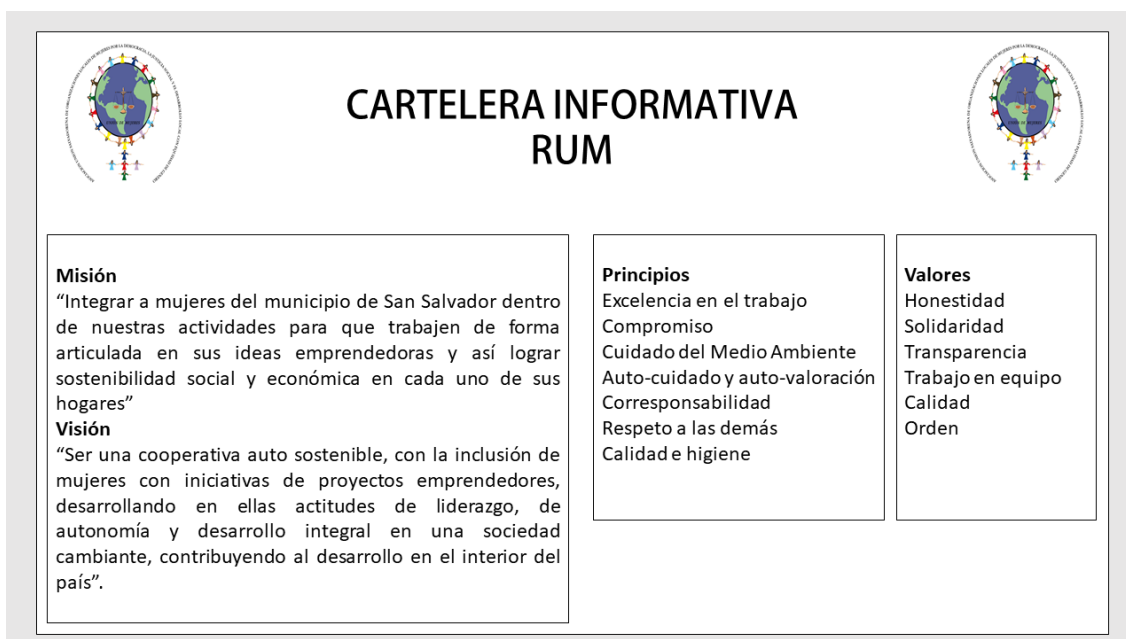 CARTELERA INFORMATIVA
RUM
Misión
“Integrar a mujeres del municipio de San Salvador dentro
de nuestras actividades para que trabajen de forma
articulada en sus ideas emprendedoras y así lograr
sostenibilidad social y económica en cada uno de sus
hogares”
Visión
“Ser una cooperativa auto sostenible, con la inclusión de
mujeres con iniciativas de proyectos emprendedores,
desarrollando en ellas actitudes de liderazgo, de
autonomía y desarrollo integral en una sociedad
cambiante, contribuyendo al desarrollo en el interior del
país”.
Principios
Excelencia en el trabajo
Compromiso
Cuidado del Medio Ambiente
Auto-cuidado y auto-valoración
Corresponsabilidad
Respeto a las demás
Calidad e higiene
Valores
Honestidad
Solidaridad
Transparencia
Trabajo en equipo
Calidad
Orden